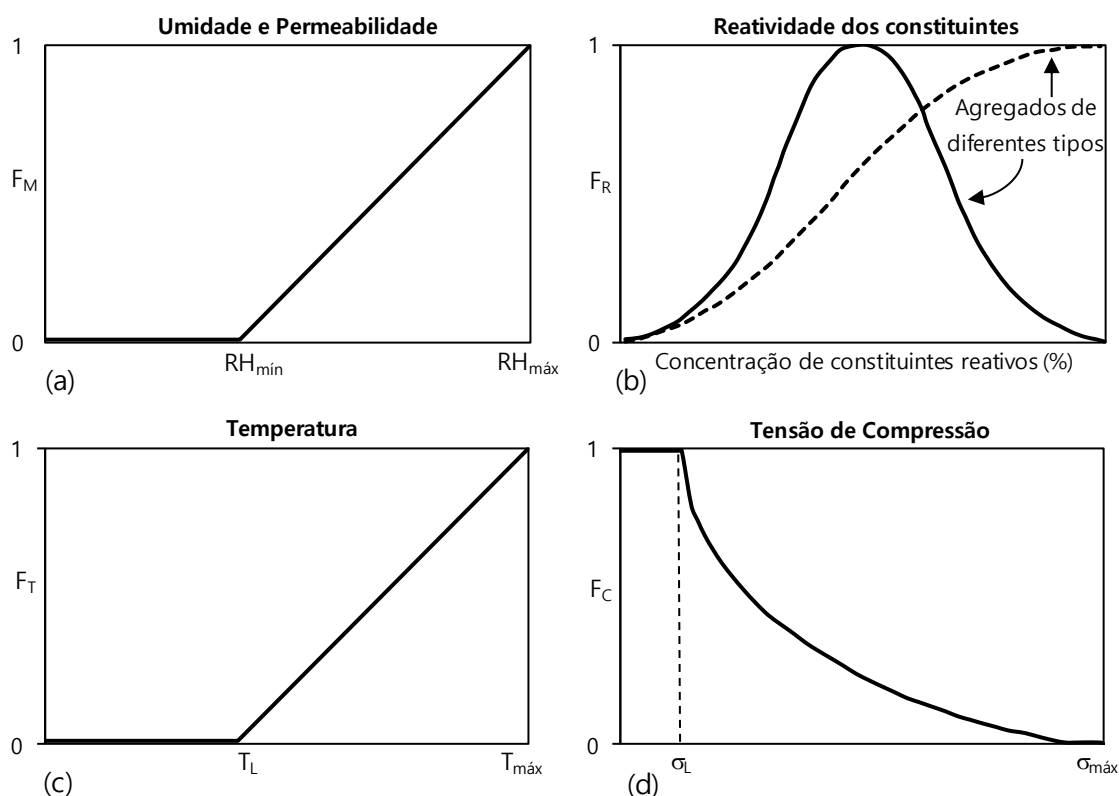 Umidade e Permeabilidade
1
F_M
0
RH_mín
RH_máx
(a)
Reatividade dos constituintes
1
Agregados de
diferentes tipos
F_R
0
Concentração de constituintes reativos (%)
(b)
Temperatura
1
F_T
0
T_L
T_máx
(c)
Tensão de Compressão
1
F_C
0
σ_L
σ_máx
(d)